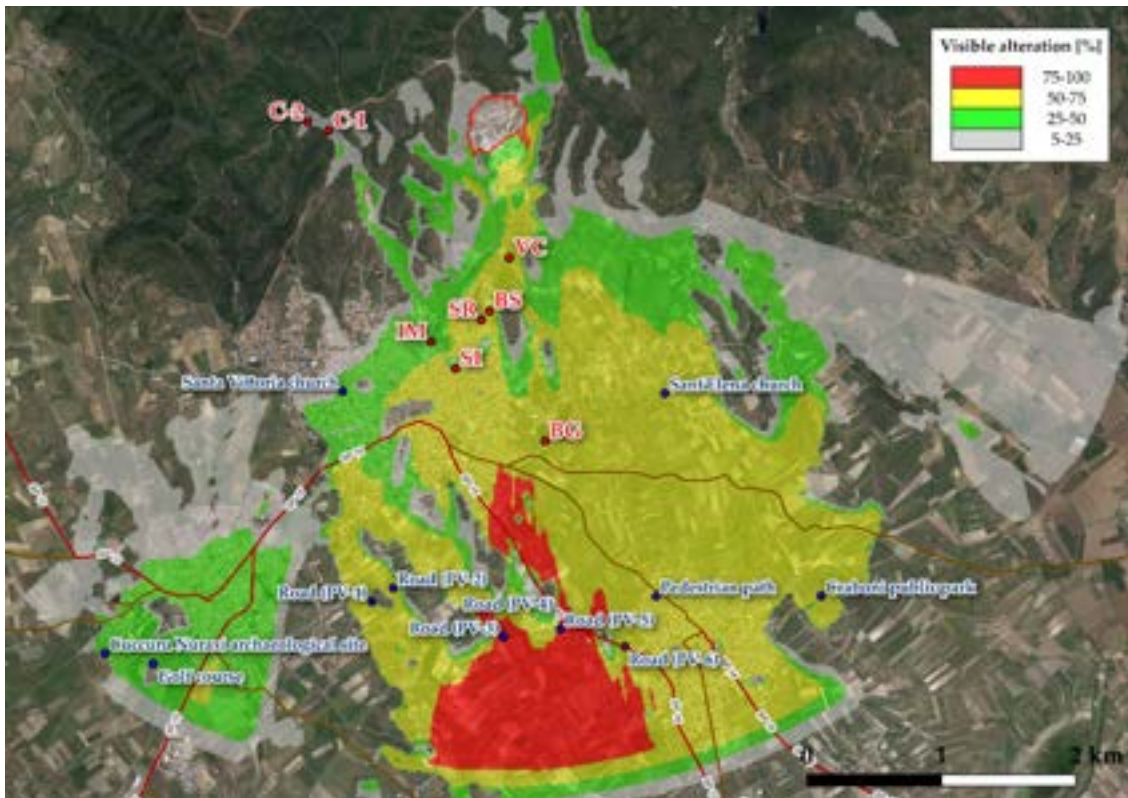 Visible alteration [%]
75-100
50-75
25-50
5-25
C-2
C-1
VC
BS
SR
IM
SI
Santa Vittoria church
Sant'Elena church
BG
Road (PV-2)
Road (PV-1)
Pedestrian path
public park
Road (PV-4)
Road (PV-5)
Road (PV-3)
Road (PV-6)
Cuccuru Nuraxi archaeological site
Golf course
0 1 2 km